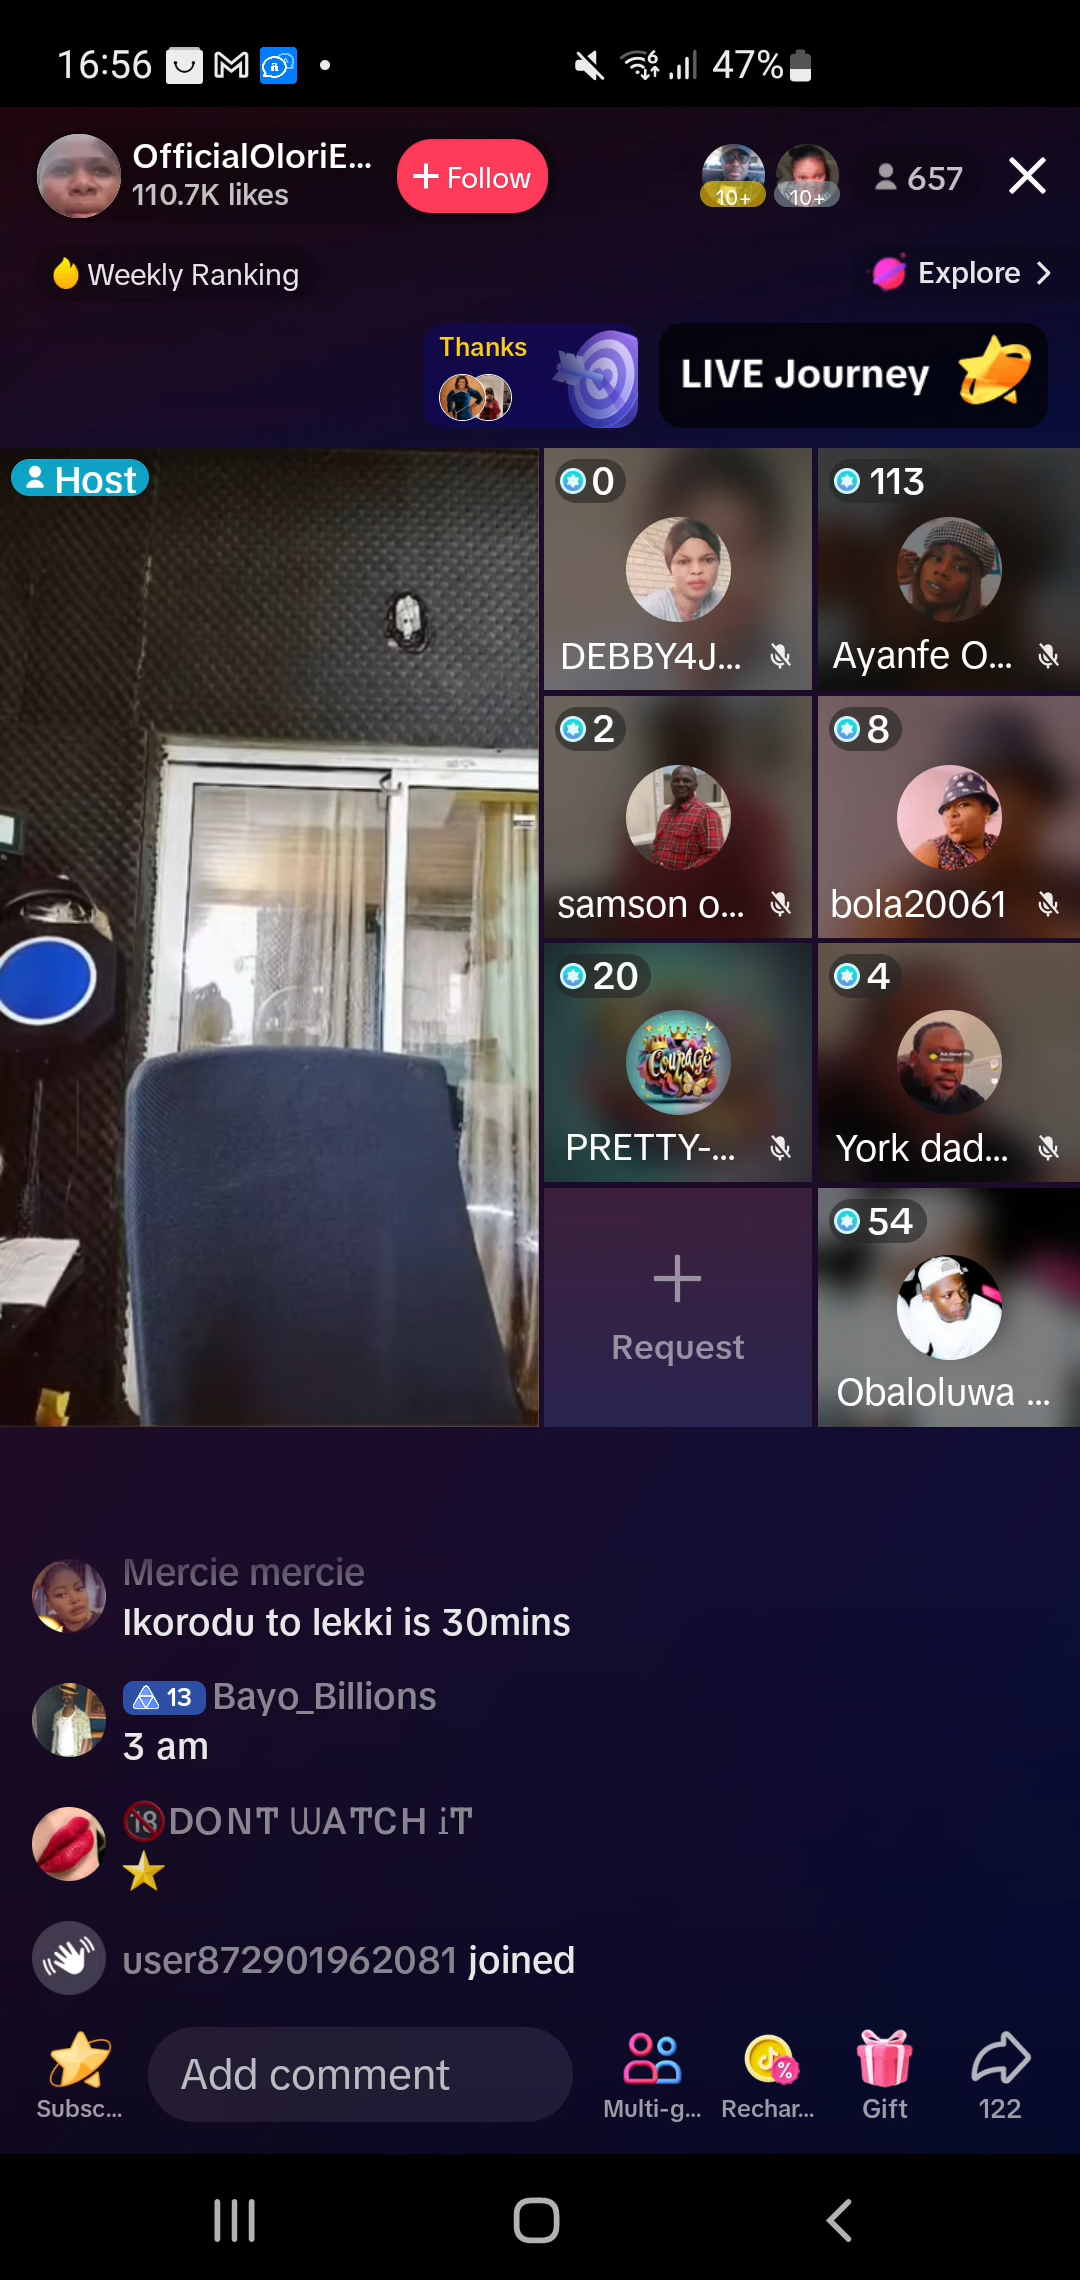 16:56
47%
OfficialOloriE...
110.7K likes
+ Follow
10+
10+
657
Weekly Ranking
Explore >
Thanks
LIVE Journey
Host
0
DEBBY4J...
113
Ayanfe O...
2
samson o...
8
bola20061
20
Courage
PRETTY-...
4
York dad...
+
Request
54
Obaloluwa ...
Mercie mercie
Ikorodu to lekki is 30mins
13 Bayo_Billions
3 am
🔞DONT WATCH iT
⭐
user872901962081 joined
Subsc...
Add comment
Multi-g...
Rechar...
Gift
122